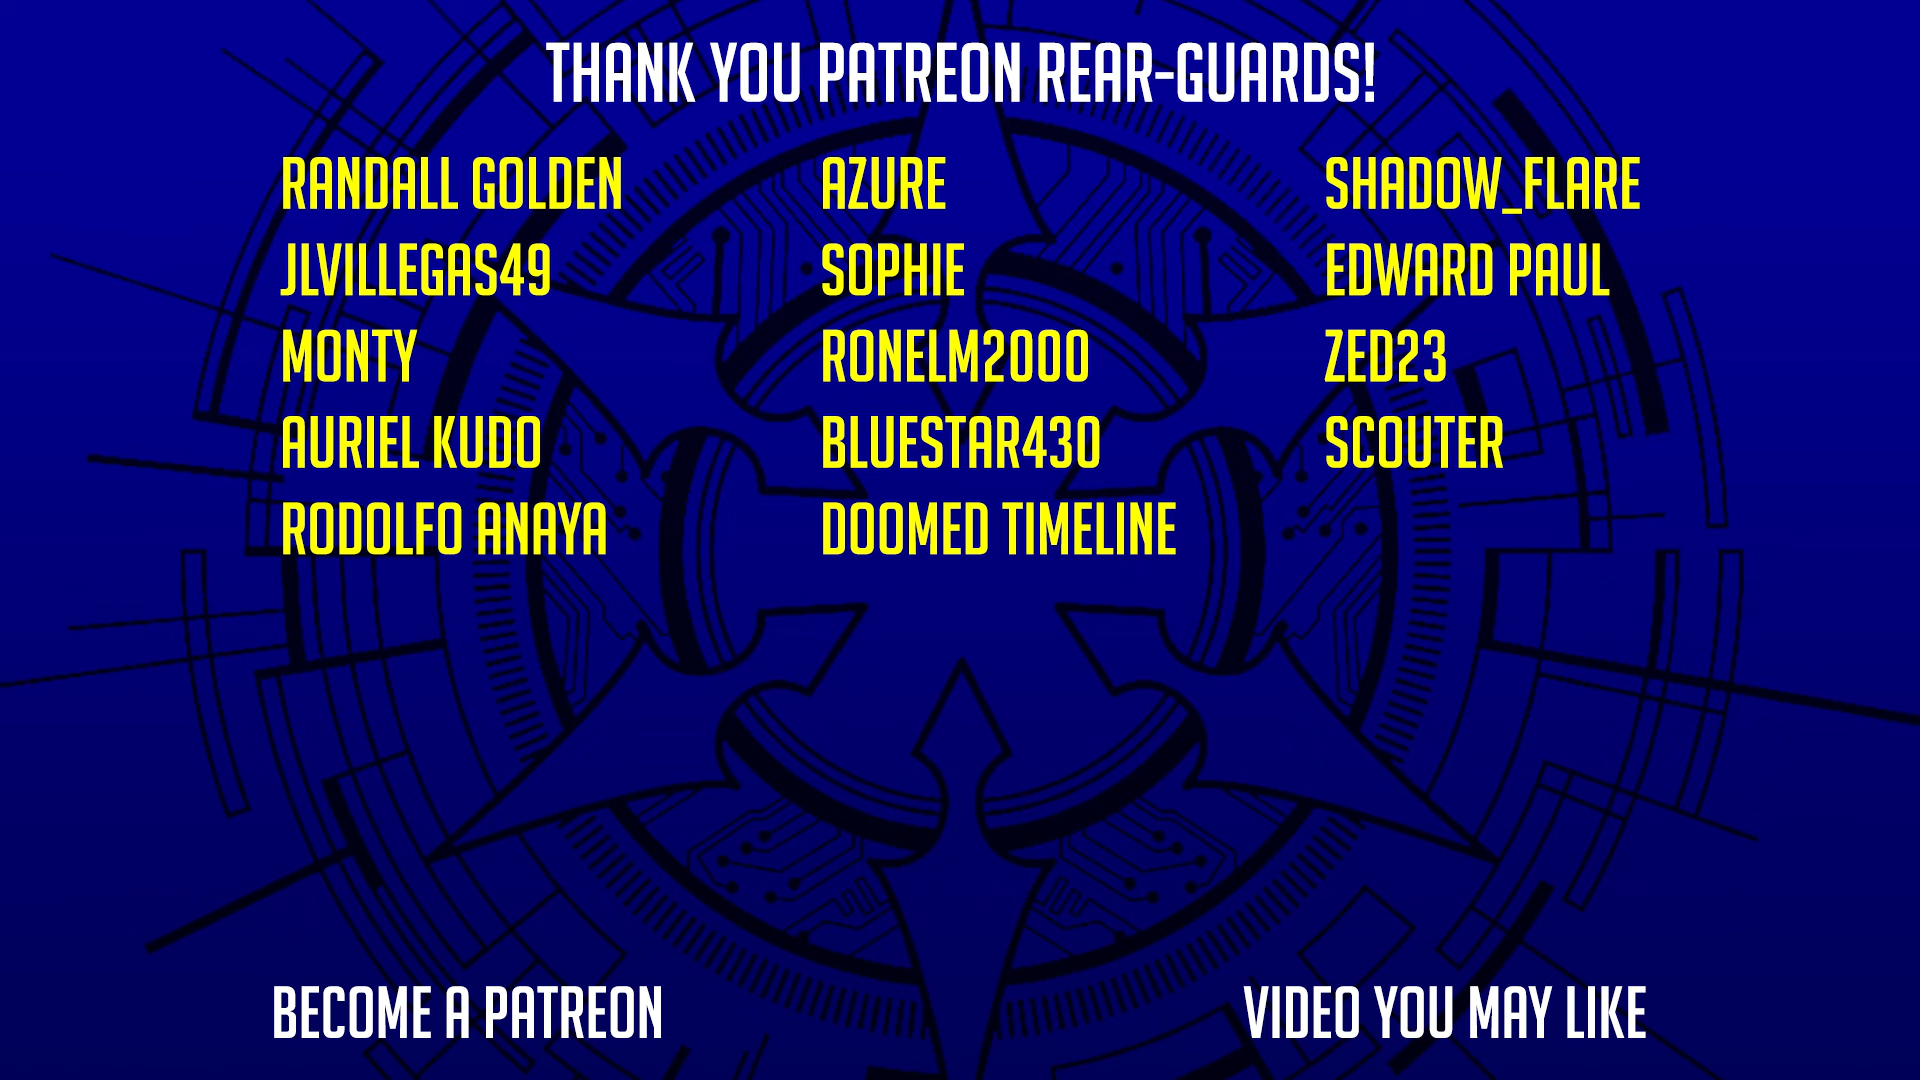 THANK YOU PATREON REAR-GUARDS!
RANDALL GOLDEN
JLVILLEGAS49
MONTY
AURIEL KUDO
RODOLFO ANAYA
AZURE
SOPHIE
RONELM2000
BLUESTAR430
DOOMED TIMELINE
SHADOW_FLARE
EDWARD PAUL
ZED23
SCOUTER
BECOME A PATREON
VIDEO YOU MAY LIKE